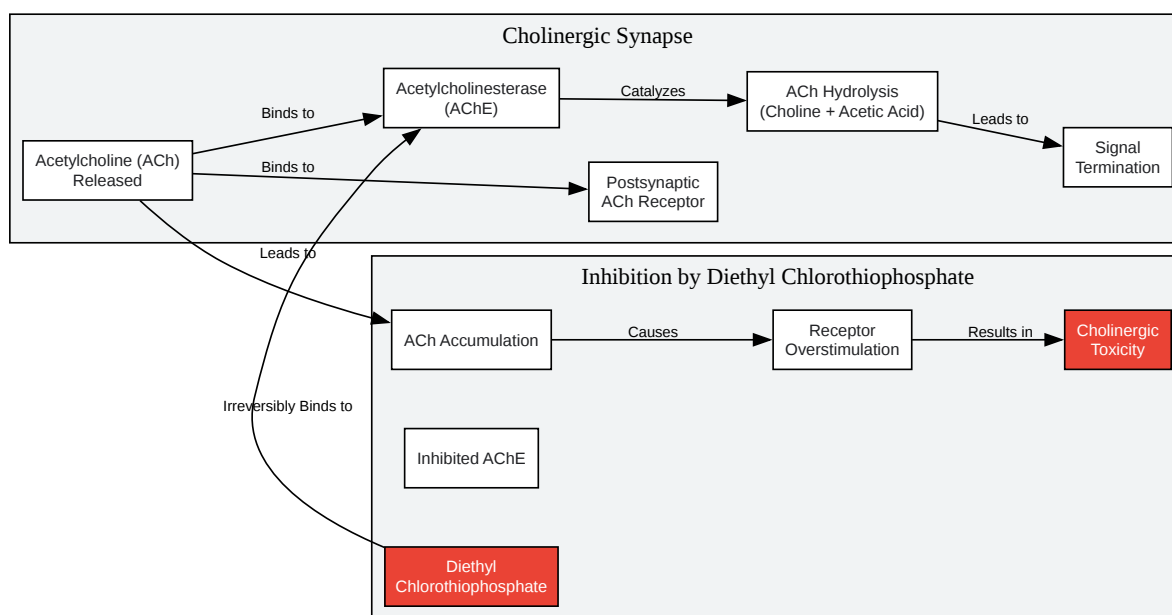 Cholinergic Synapse
Acetylcholinesterase
(AChE)
Catalyzes
ACh Hydrolysis
(Choline + Acetic Acid)
Binds to
Leads to
Acetylcholine (ACh)
Released
Binds to
Signal
Termination
Postsynaptic
ACh Receptor
Leads to
Inhibition by Diethyl Chlorothiophosphate
ACh Accumulation
Causes
Receptor
Overstimulation
Results in
Cholinergic
Toxicity
Irreversibly Binds to
Inhibited AChE
Diethyl
Chlorothiophosphate